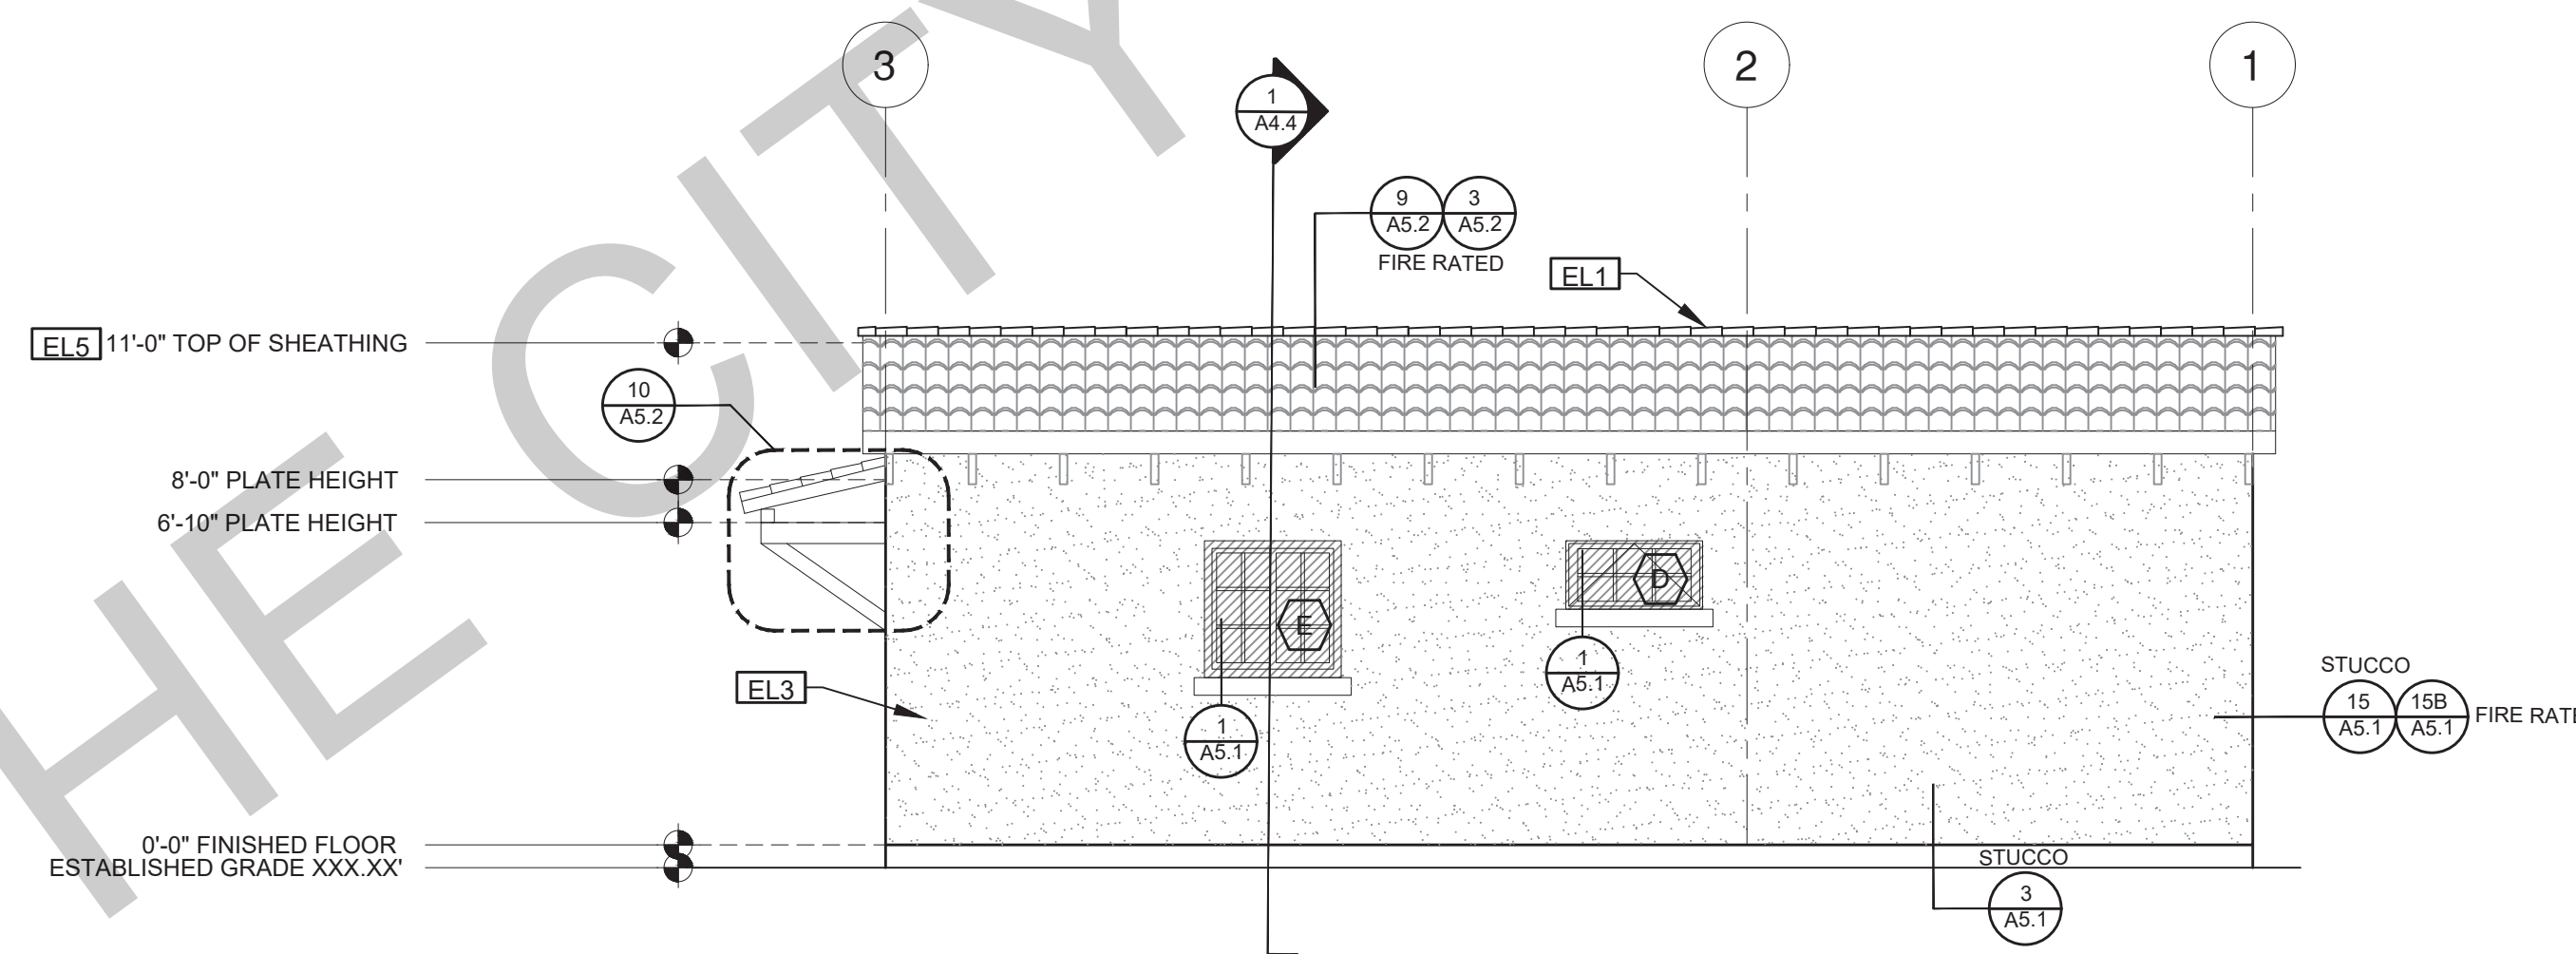 HE CITY
3
2
1
1
A4.4
9
A5.2
3
A5.2
FIRE RATED
EL1
EL5 11'-0" TOP OF SHEATHING
10
A5.2
8'-0" PLATE HEIGHT
6'-10" PLATE HEIGHT
E
D
EL3
1
A5.1
1
A5.1
STUCCO
15
A5.1
15B
A5.1
FIRE RATE
0'-0" FINISHED FLOOR
ESTABLISHED GRADE XXX.XX'
STUCCO
3
A5.1